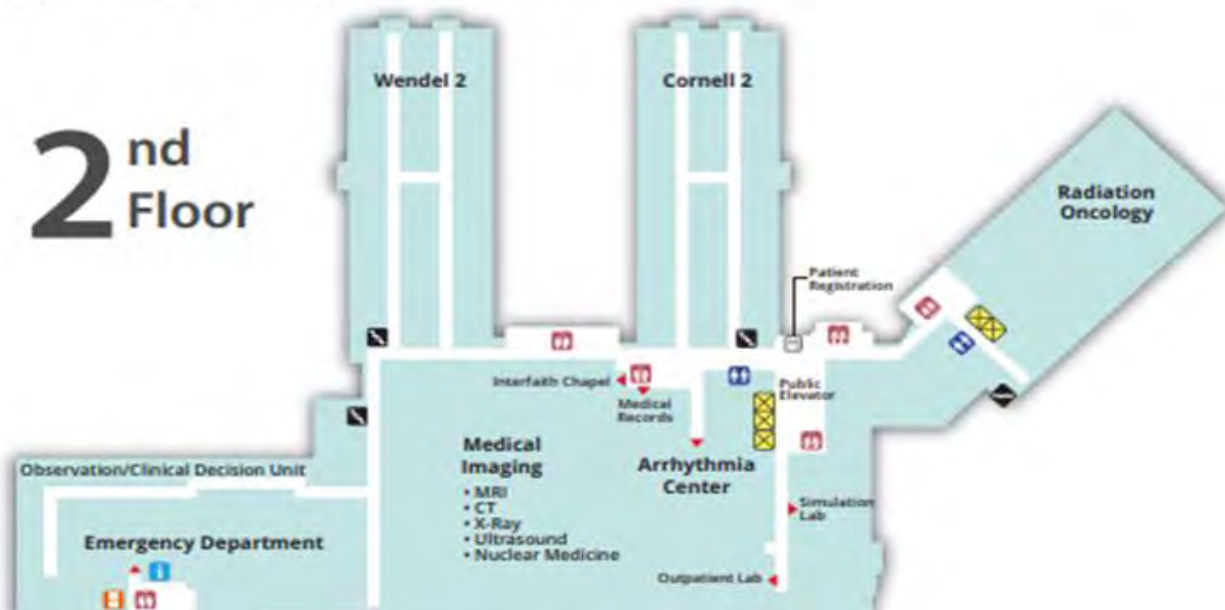 Wendel 2
Cornell 2
2nd
Floor
Radiation
Oncology
Patient
Registration
Interfaith Chapel
Medical
Records
Public
Elevator
Medical
Imaging
• MRI
• CT
• X-Ray
• Ultrasound
• Nuclear Medicine
Arrhythmia
Center
Observation/Clinical Decision Unit
Simulation
Lab
Emergency Department
Outpatient Lab